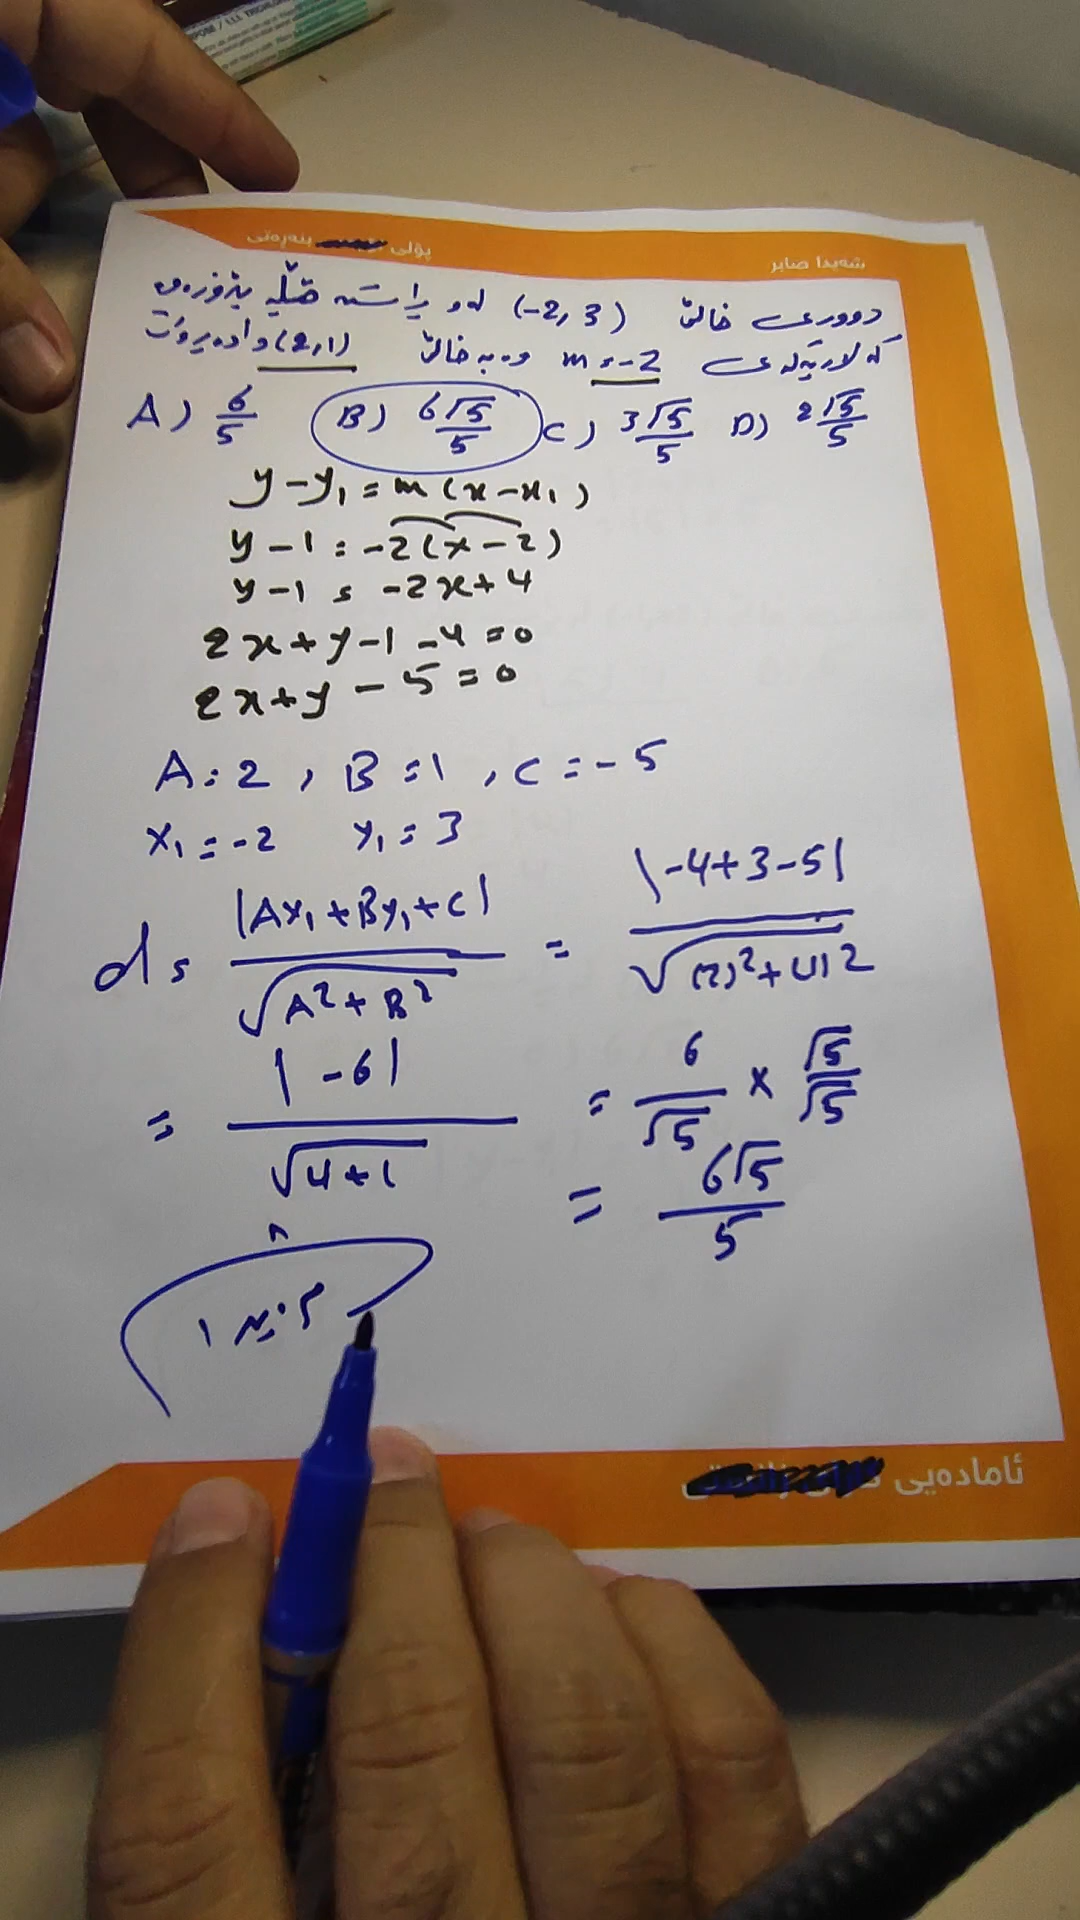 پۆلی بنەڕەتی
شەیدا صابر
دووری خاڵی (-2, 3) لەو ڕاستە هێڵە بدۆزەوە
کە لارییەکەی m = -2 وە بە خاڵی (2,1) دا دەڕوات
A) 6/5 B) 6√5/5 C) 3√5/5 D) 2√5/5
y - y₁ = m (x - x₁)
y - 1 = -2(x - 2)
y - 1 = -2x + 4
2x + y - 1 - 4 = 0
2x + y - 5 = 0
A = 2 , B = 1 , C = -5
x₁ = -2 y₁ = 3
d = |Ax₁ + By₁ + C| / √A² + B² = |-4 + 3 - 5| / √(2)² + (1)²
= |-6| / √4 + 1 = 6/√5 × √5/√5
= 6√5/5
ئامادەیی